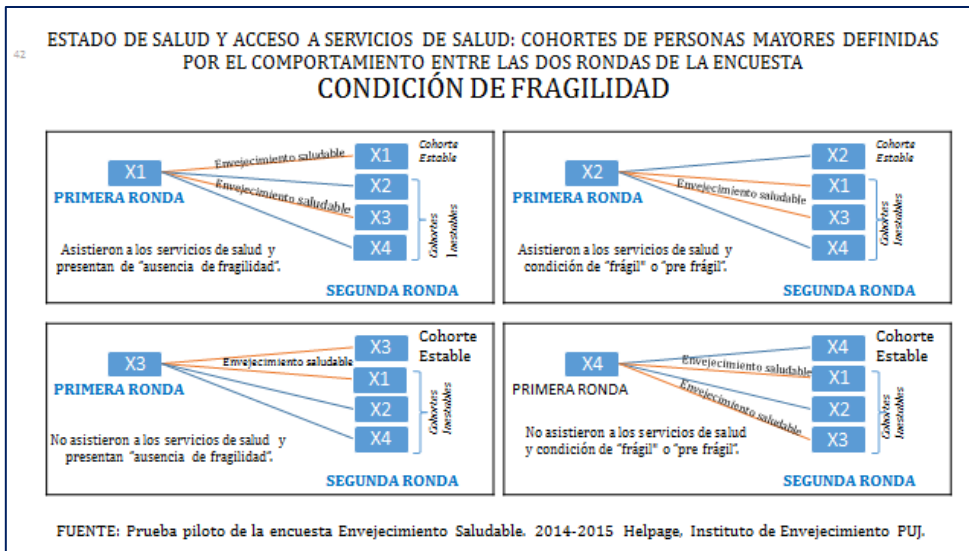 42
ESTADO DE SALUD Y ACCESO A SERVICIOS DE SALUD: COHORTES DE PERSONAS MAYORES DEFINIDAS
POR EL COMPORTAMIENTO ENTRE LAS DOS RONDAS DE LA ENCUESTA
CONDICIÓN DE FRAGILIDAD
X1
PRIMERA RONDA
Envejecimiento saludable
Envejecimiento saludable
X1
X2
X3
X4
Cohorte
Estable
Cohortes
Inestables
Asistieron a los servicios de salud y
presentan de “ausencia de fragilidad”.
SEGUNDA RONDA
X2
PRIMERA RONDA
Envejecimiento saludable
X2
X1
X3
X4
Cohorte
Estable
Cohortes
Inestables
Asistieron a los servicios de salud y
condición de “frágil" o “pre frágil”.
SEGUNDA RONDA
X3
PRIMERA RONDA
Envejecimiento saludable
X3
X1
X2
X4
Cohorte
Estable
Cohortes
Inestables
No asistieron a los servicios de salud y
presentan “ausencia de fragilidad”.
SEGUNDA RONDA
X4
PRIMERA RONDA
Envejecimiento saludable
Envejecimiento saludable
X4
X1
X2
X3
Cohorte
Estable
Cohortes
Inestables
No asistieron a los servicios de salud
y condición de “frágil" o “pre frágil”.
SEGUNDA RONDA
FUENTE: Prueba piloto de la encuesta Envejecimiento Saludable. 2014-2015 Helpage, Instituto de Envejecimiento PUJ.